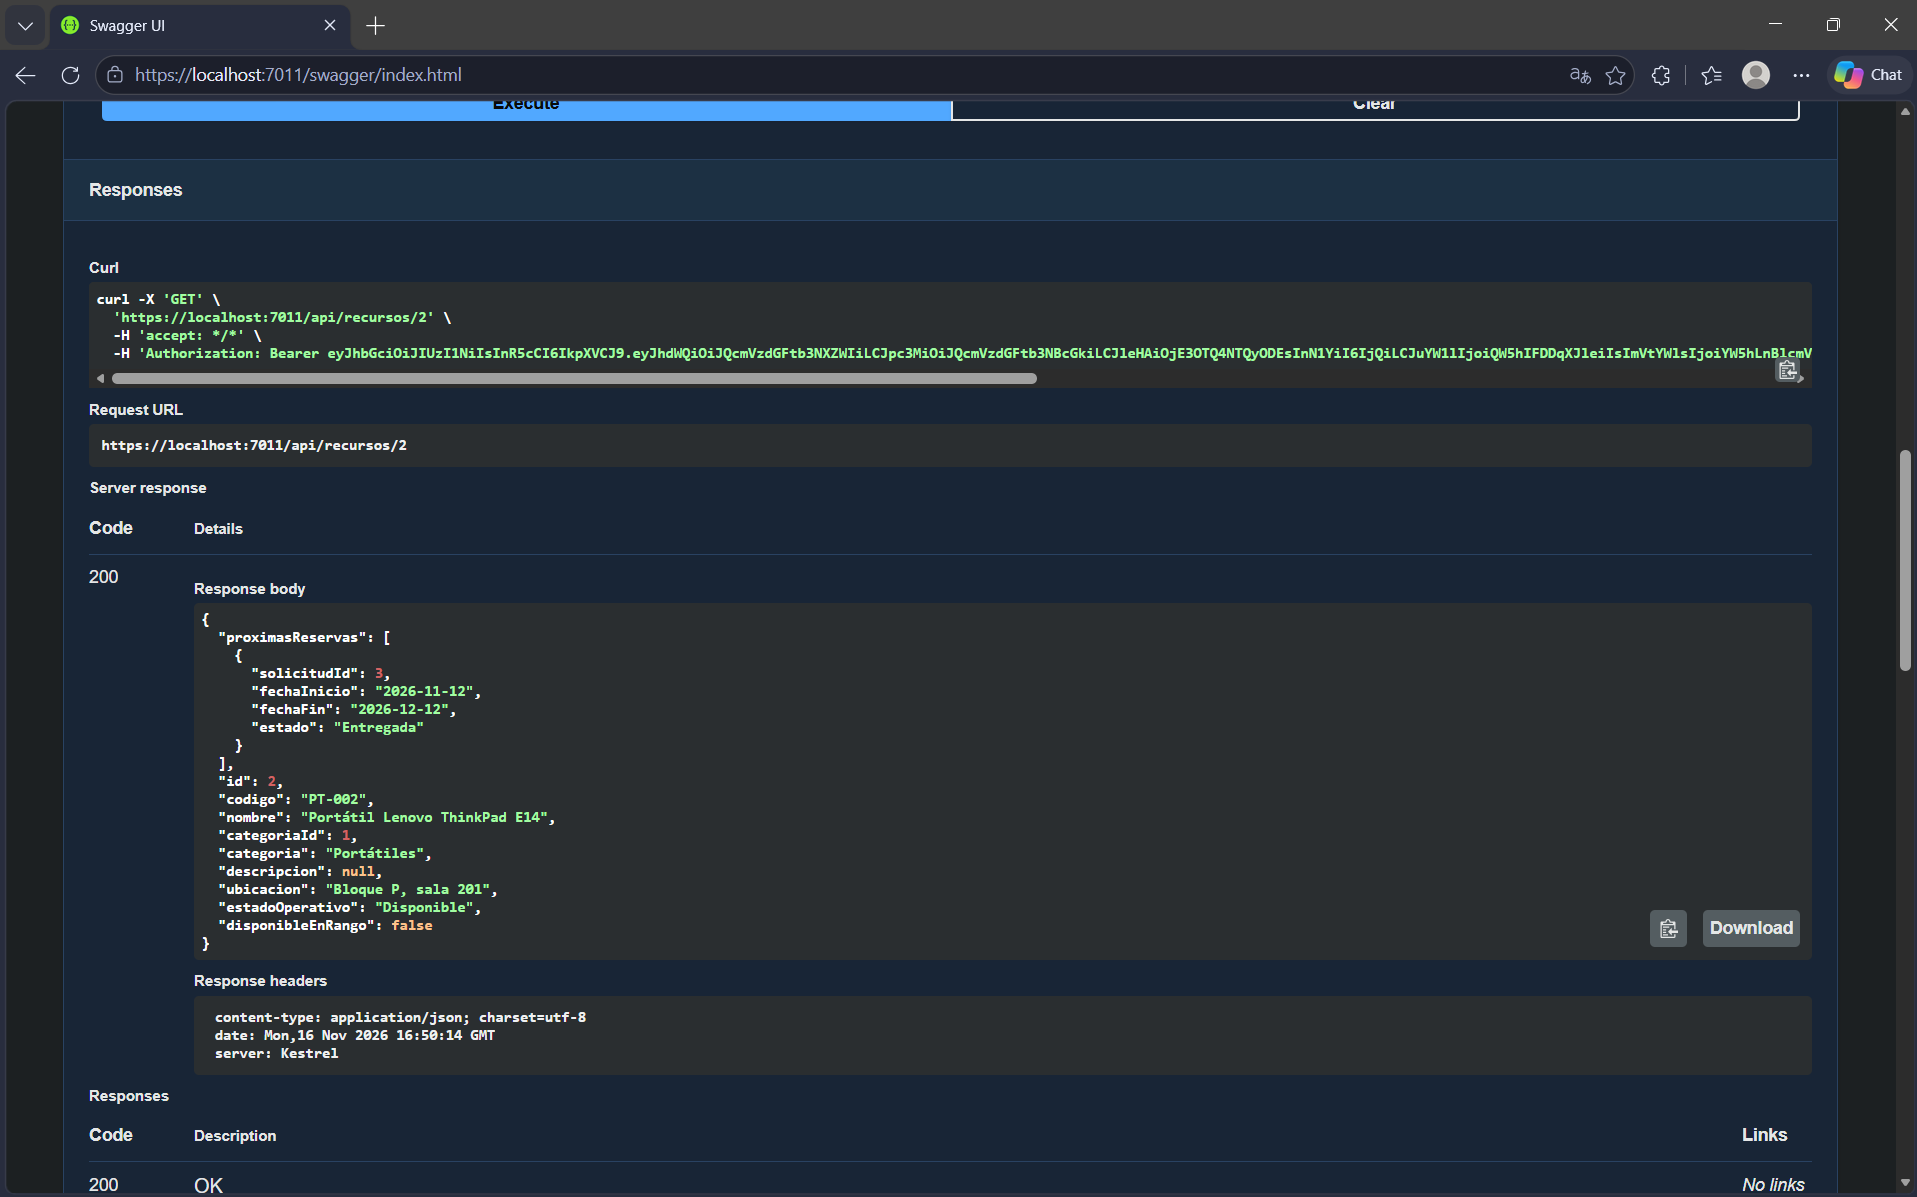 Swagger UI
https://localhost:7011/swagger/index.html
Chat
Execute
Clear
Responses
Curl
curl -X 'GET' \
'https://localhost:7011/api/recursos/2' \
-H 'accept: */*' \
-H 'Authorization: Bearer eyJhbGciOiJIUzI1NiIsInR5cCI6IkpXVCJ9.eyJhdWQiOiJQcmVzdGFtb3NXZWIiLCJpc3MiOiJQcmVzdGFtb3NBcGkiLCJleHAiOjE3OTQ4NTQyODEsInN1YiI6IjQiLCJuYW1lIjoiQW5hIFDDqXJleiIsImVtYWlsIjoiYW5hLnBlcmV
Request URL
https://localhost:7011/api/recursos/2
Server response
Code Details
200
Response body
{
"proximasReservas": [
{
"solicitudId": 3,
"fechaInicio": "2026-11-12",
"fechaFin": "2026-12-12",
"estado": "Entregada"
}
],
"id": 2,
"codigo": "PT-002",
"nombre": "Portátil Lenovo ThinkPad E14",
"categoriaId": 1,
"categoria": "Portátiles",
"descripcion": null,
"ubicacion": "Bloque P, sala 201",
"estadoOperativo": "Disponible",
"disponibleEnRango": false
}
Download
Response headers
content-type: application/json; charset=utf-8
date: Mon,16 Nov 2026 16:50:14 GMT
server: Kestrel
Responses
Code Description Links
200 OK No links